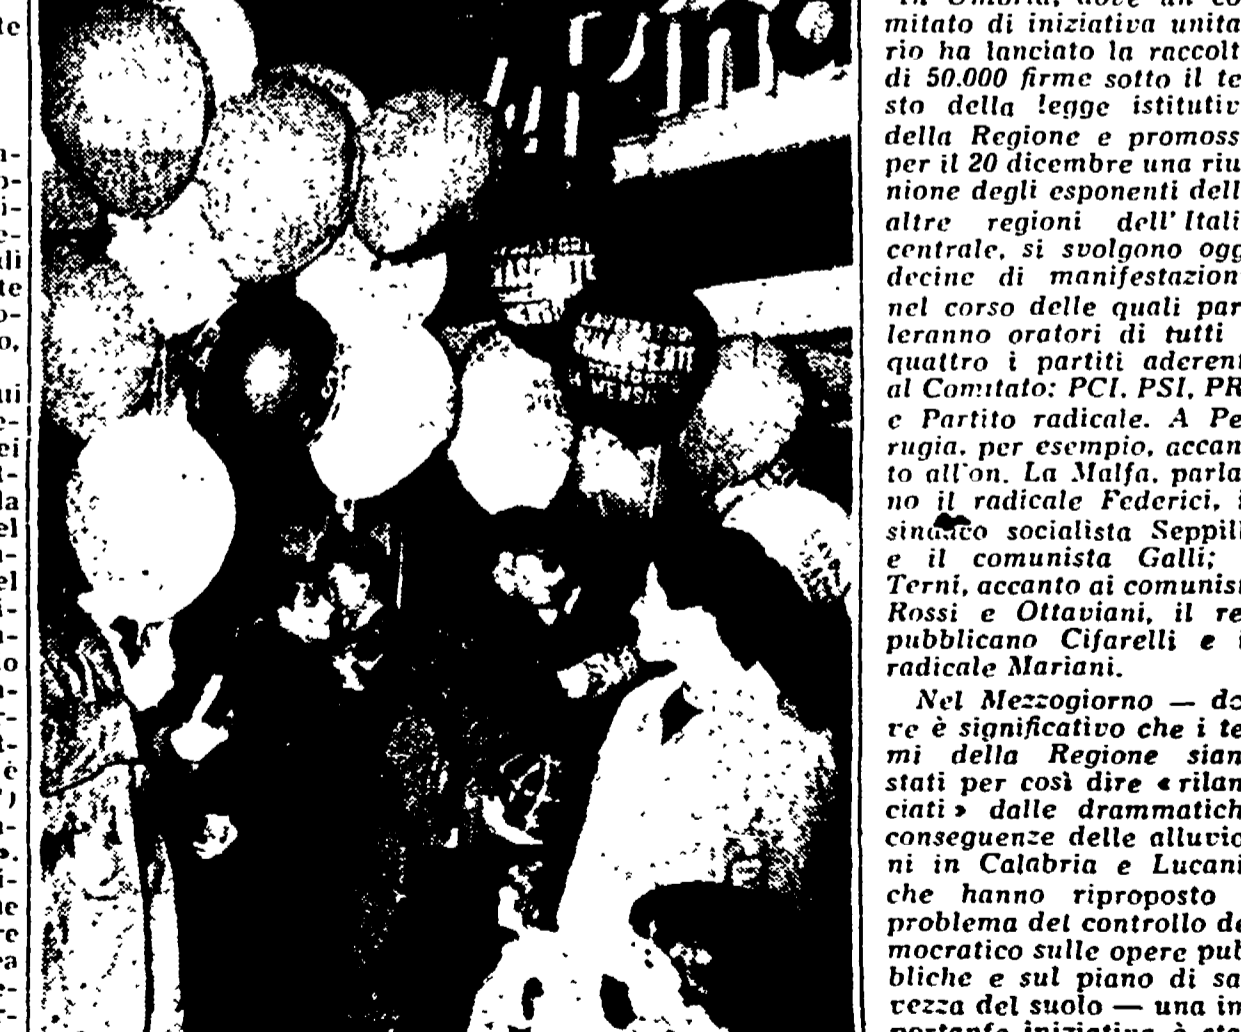 mitato di iniziativa unita
rio ha lanciato la raccolt
di 50.000 firme sotto il te
sto della legge istitutiv
della Regione e promoss
per il 20 dicembre una riu
nione degli esponenti dell
altre regioni dell'Itali
centrale, si svolgono ogg
decine di manifestazion
nel corso delle quali par
leranno oratori di tutti
quattro i partiti aderent
al Comitato: PCI, PSI, PR
e Partito radicale. A Pe
rugia, per esempio, accan
to all'on. La Malfa, parla
no il radicale Federici, i
sindaco socialista Seppill
e il comunista Galli;
Terni, accanto ai comunist
Rossi e Ottaviani, il re
pubblicano Cifarelli e i
radicale Mariani.
Nel Mezzogiorno — do
ve è significativo che i te
mi della Regione sian
stati per così dire « rilan
ciati » dalle drammatich
conseguenze delle alluvio
ni in Calabria e Lucani
che hanno riproposto
problema del controllo de
mocratico sulle opere pub
bliche e sul piano di sa
vezza del suolo — una im